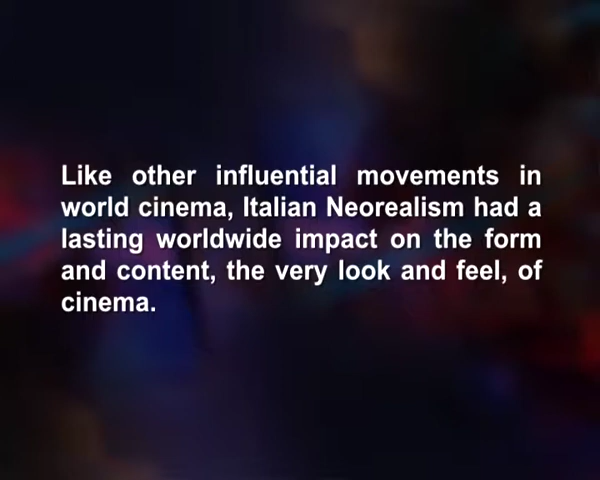 Like other influential movements in
world cinema, Italian Neorealism had a
lasting worldwide impact on the form
and content, the very look and feel, of
cinema.